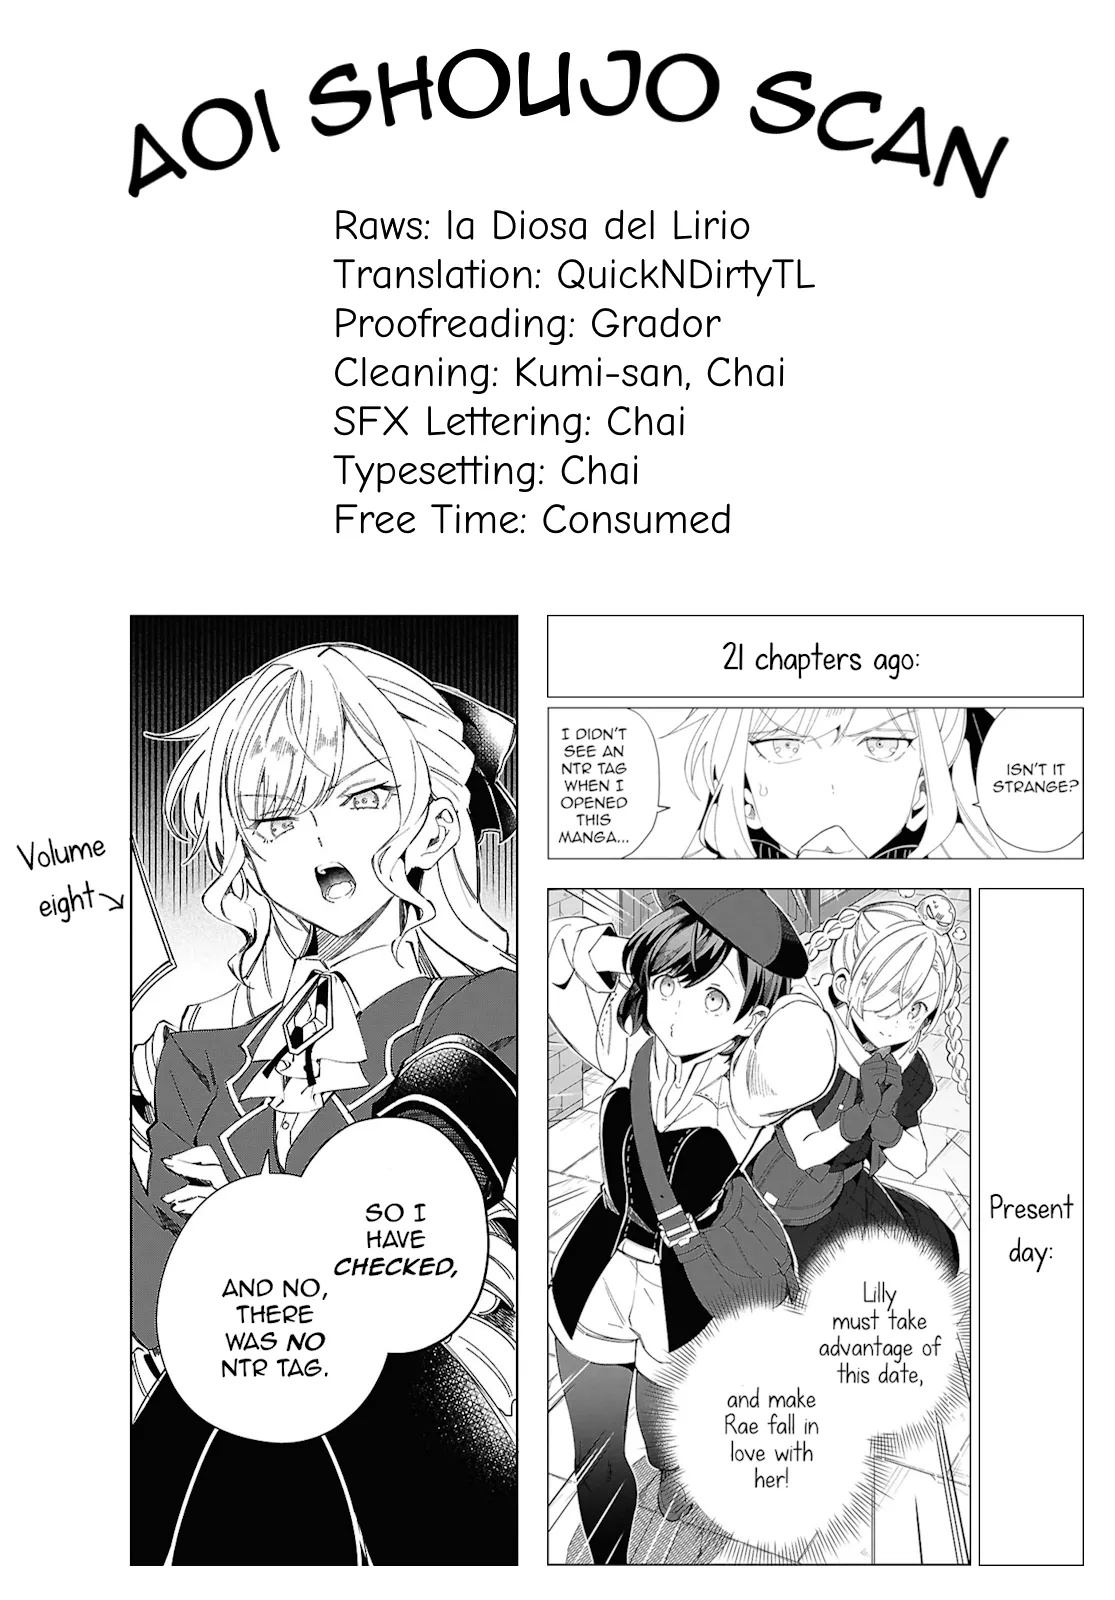 AOI SHOUJO SCAN
Raws: la Diosa del Lirio
Translation: QuickNDirtyTL
Proofreading: Grador
Cleaning: Kumi-san, Chai
SFX Lettering: Chai
Typesetting: Chai
Free Time: Consumed
21 chapters ago:
ISN'T IT
STRANGE?
I DIDN'T
SEE AN
NTR TAG
WHEN I
OPENED
THIS
MANGA...
Present
day:
Lilly
must take
advantage of
this date,
and make
Rae fall in
love with
her!
Volume
eight
SO I
HAVE
CHECKED,
AND NO,
THERE
WAS NO
NTR TAG.